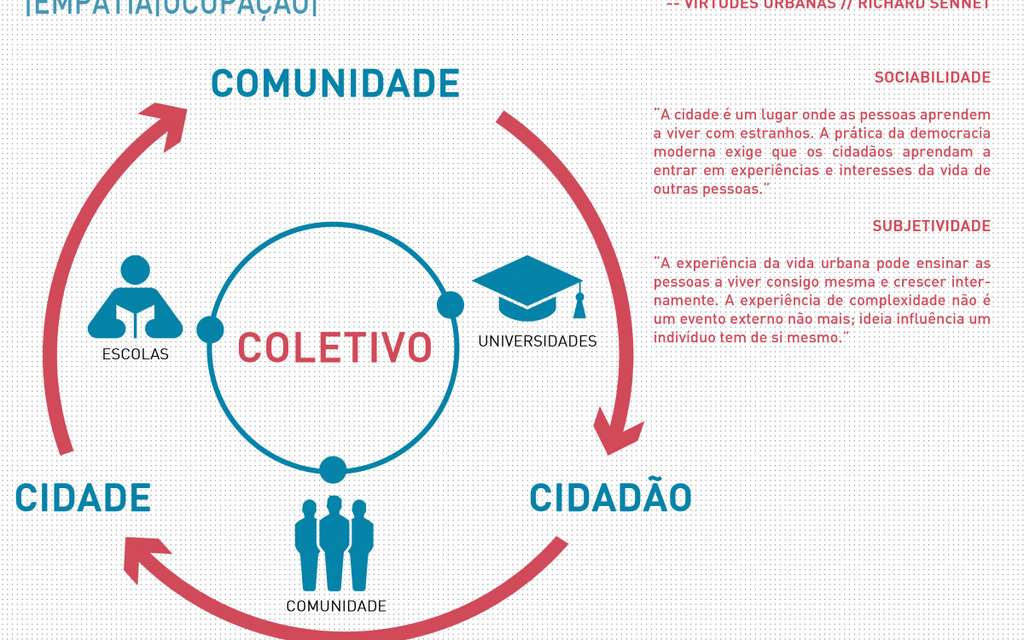 |EMPATIA|OCUPAÇÃO|
-- VIRTUDES URBANAS // RICHARD SENNET
COMUNIDADE
SOCIABILIDADE
"A cidade é um lugar onde as pessoas aprendem
a viver com estranhos. A prática da democracia
moderna exige que os cidadãos aprendam a
entrar em experiências e interesses da vida de
outras pessoas."
SUBJETIVIDADE
"A experiência da vida urbana pode ensinar as
pessoas a viver consigo mesma e crescer inter-
namente. A experiência de complexidade não é
um evento externo não mais; ideia influência um
indivíduo tem de si mesmo."
ESCOLAS
COLETIVO
UNIVERSIDADES
CIDADE
CIDADÃO
COMUNIDADE